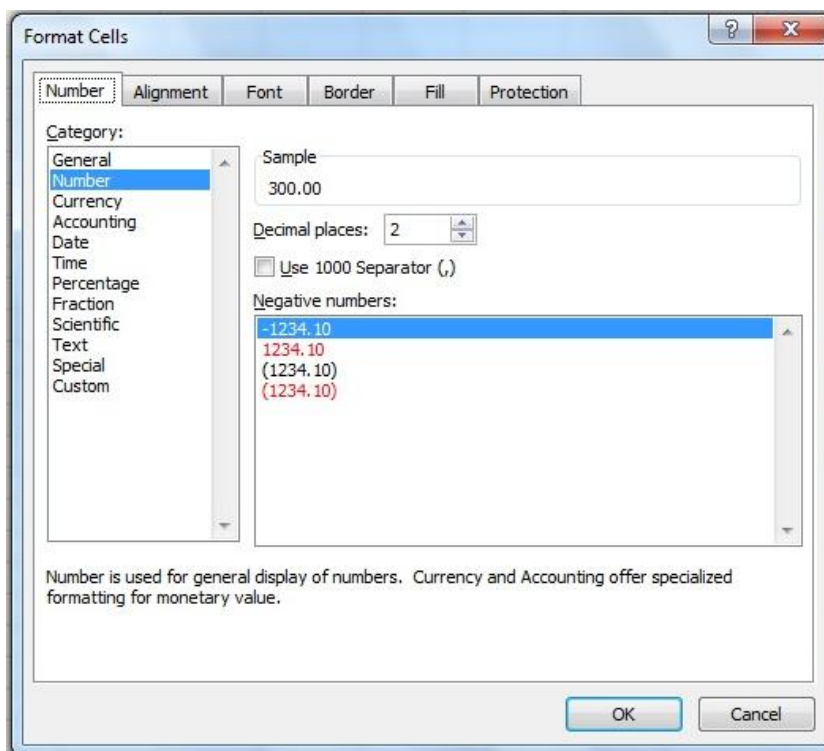 Format Cells
?
X
Number Alignment Font Border Fill Protection
Category:
General
Number
Currency
Accounting
Date
Time
Percentage
Fraction
Scientific
Text
Special
Custom
Sample
300.00
Decimal places: 2
Use 1000 Separator (,)
Negative numbers:
-1234.10
1234.10
(1234.10)
(1234.10)
Number is used for general display of numbers. Currency and Accounting offer specialized
formatting for monetary value.
OK Cancel